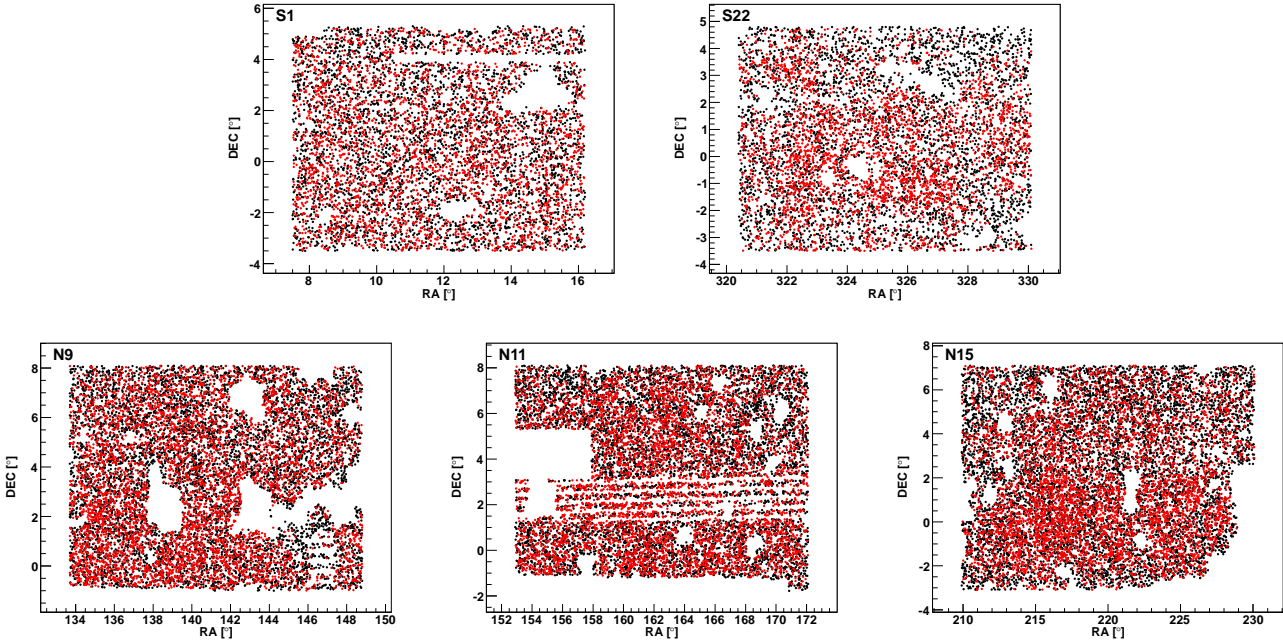 S1
6
4
2
0
-2
-4
DEC [°]
8 10 12 14 16
RA [°]
S22
5
4
3
2
1
0
-1
-2
-3
-4
DEC [°]
320 322 324 326 328 330
RA [°]
N9
8
6
4
2
0
DEC [°]
134 136 138 140 142 144 146 148 150
RA [°]
N11
8
6
4
2
0
-2
DEC [°]
152 154 156 158 160 162 164 166 168 170 172
RA [°]
N15
8
6
4
2
0
-2
-4
DEC [°]
210 215 220 225 230
RA [°]